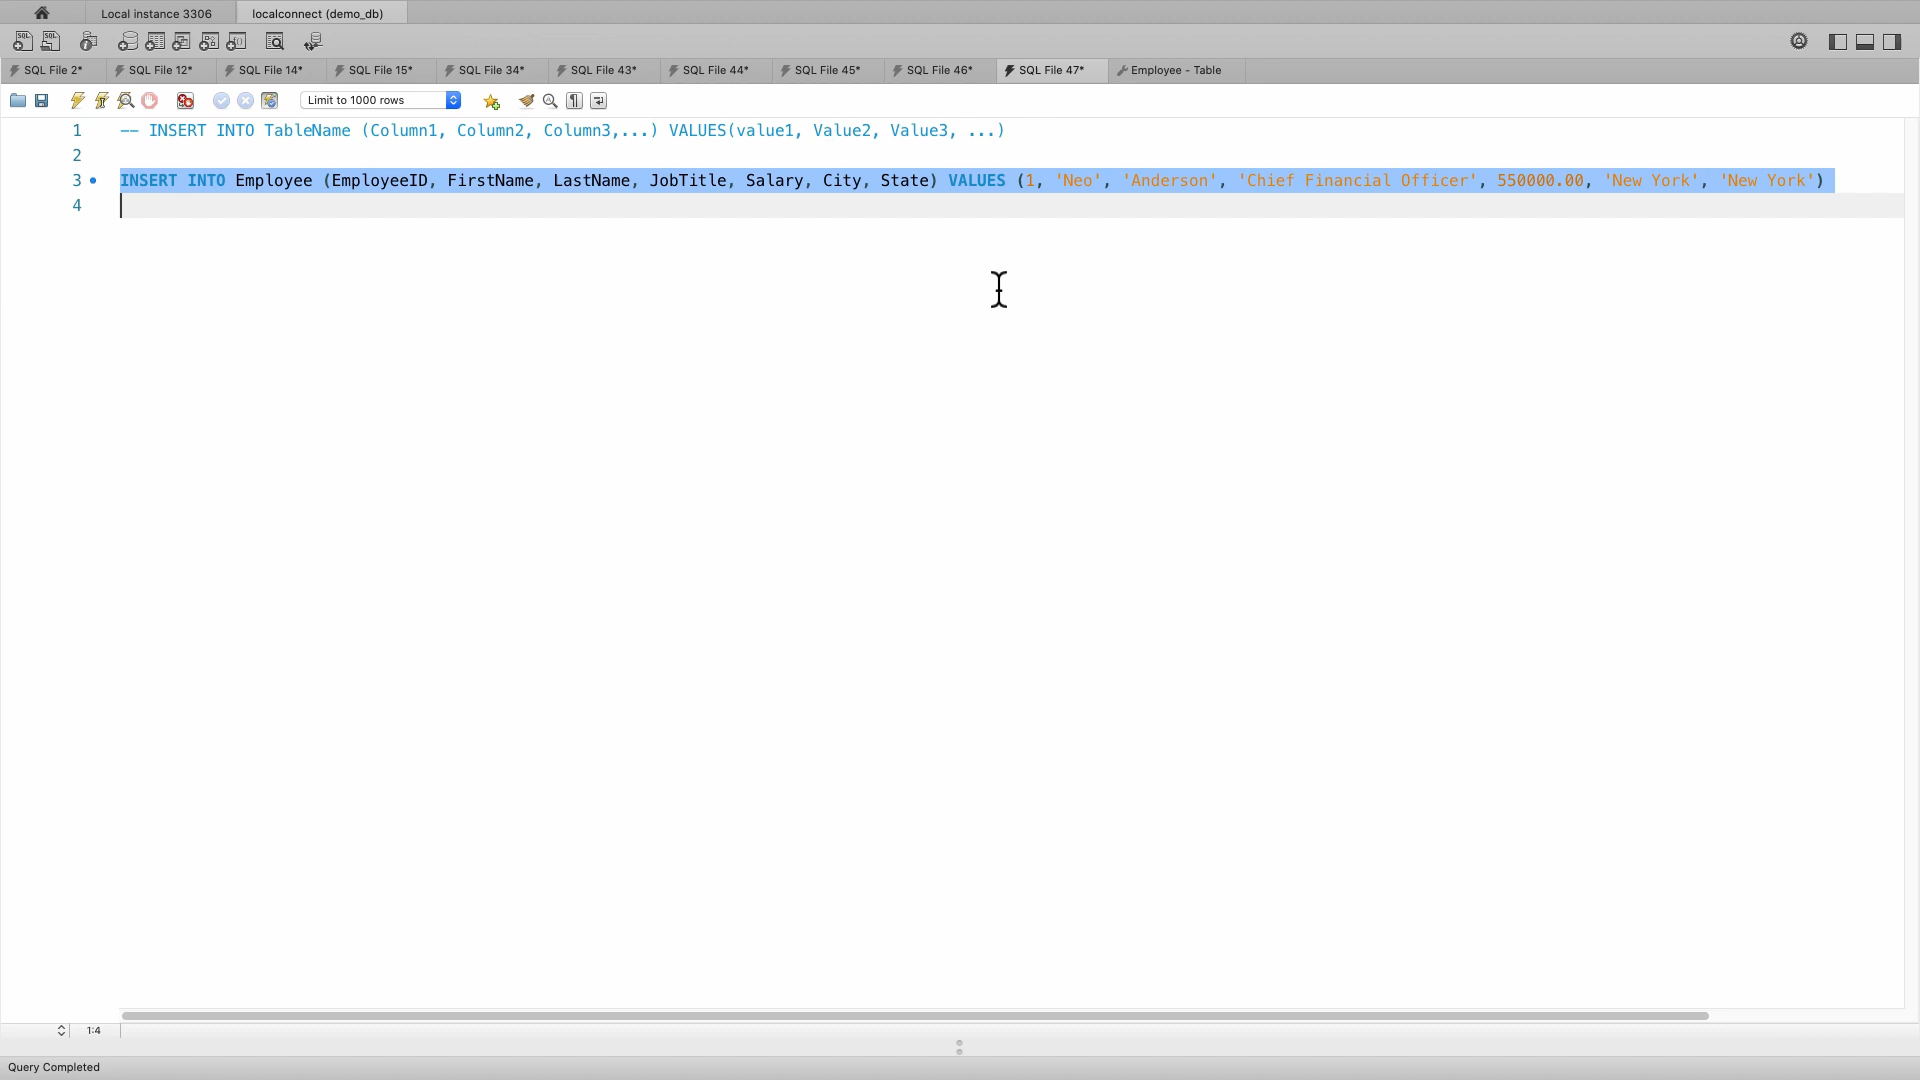 Local instance 3306
localconnect (demo_db)
SQL File 2*
SQL File 12*
SQL File 14*
SQL File 15*
SQL File 34*
SQL File 43*
SQL File 44*
SQL File 45*
SQL File 46*
SQL File 47*
Employee - Table
Limit to 1000 rows
1 -- INSERT INTO TableName (Column1, Column2, Column3,...) VALUES(value1, Value2, Value3, ...)
2
3 INSERT INTO Employee (EmployeeID, FirstName, LastName, JobTitle, Salary, City, State) VALUES (1, 'Neo', 'Anderson', 'Chief Financial Officer', 550000.00, 'New York', 'New York')
4
1:4
Query Completed